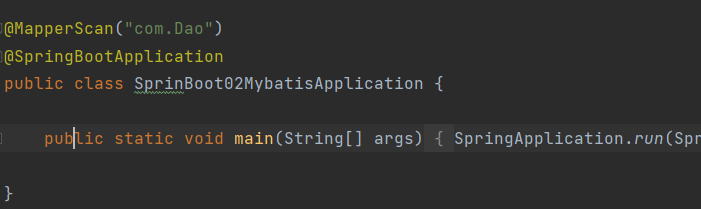 @MapperScan("com.Dao")
@SpringBootApplication
public class SprinBoot02MybatisApplication {
public static void main(String[] args) { SpringApplication.run(Spr
}